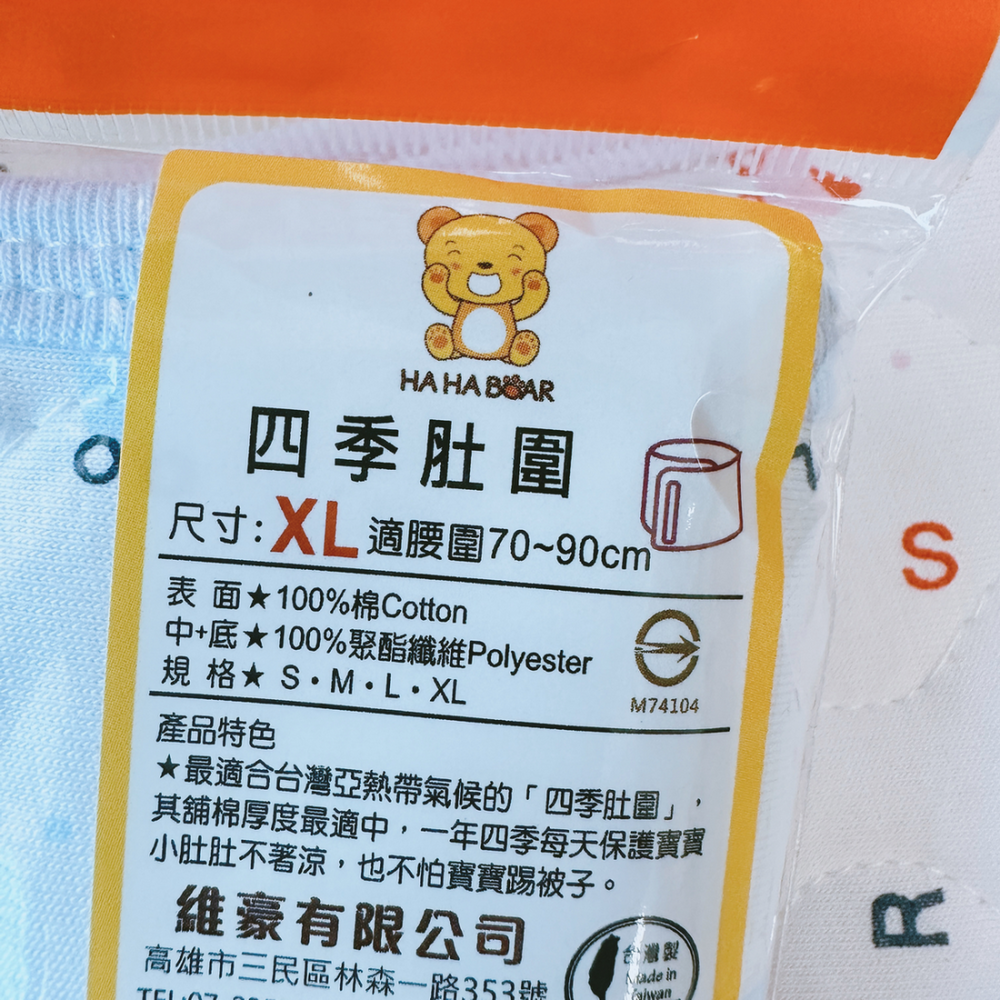 HA HA BEAR
四季肚圍
尺寸:XL 適腰圍70~90cm
表 面★100%棉Cotton
中+底★100%聚酯纖維Polyester
規 格★ S・M・L・XL
M74104
產品特色
★最適合台灣亞熱帶氣候的「四季肚圍」,
其舖棉厚度最適中,一年四季每天保護寶寶
小肚肚不著涼,也不怕寶寶踢被子。
維豪有限公司
高雄市三民區林森一路353號
TEL:07
台灣製
Made in
Taiwan
S
R